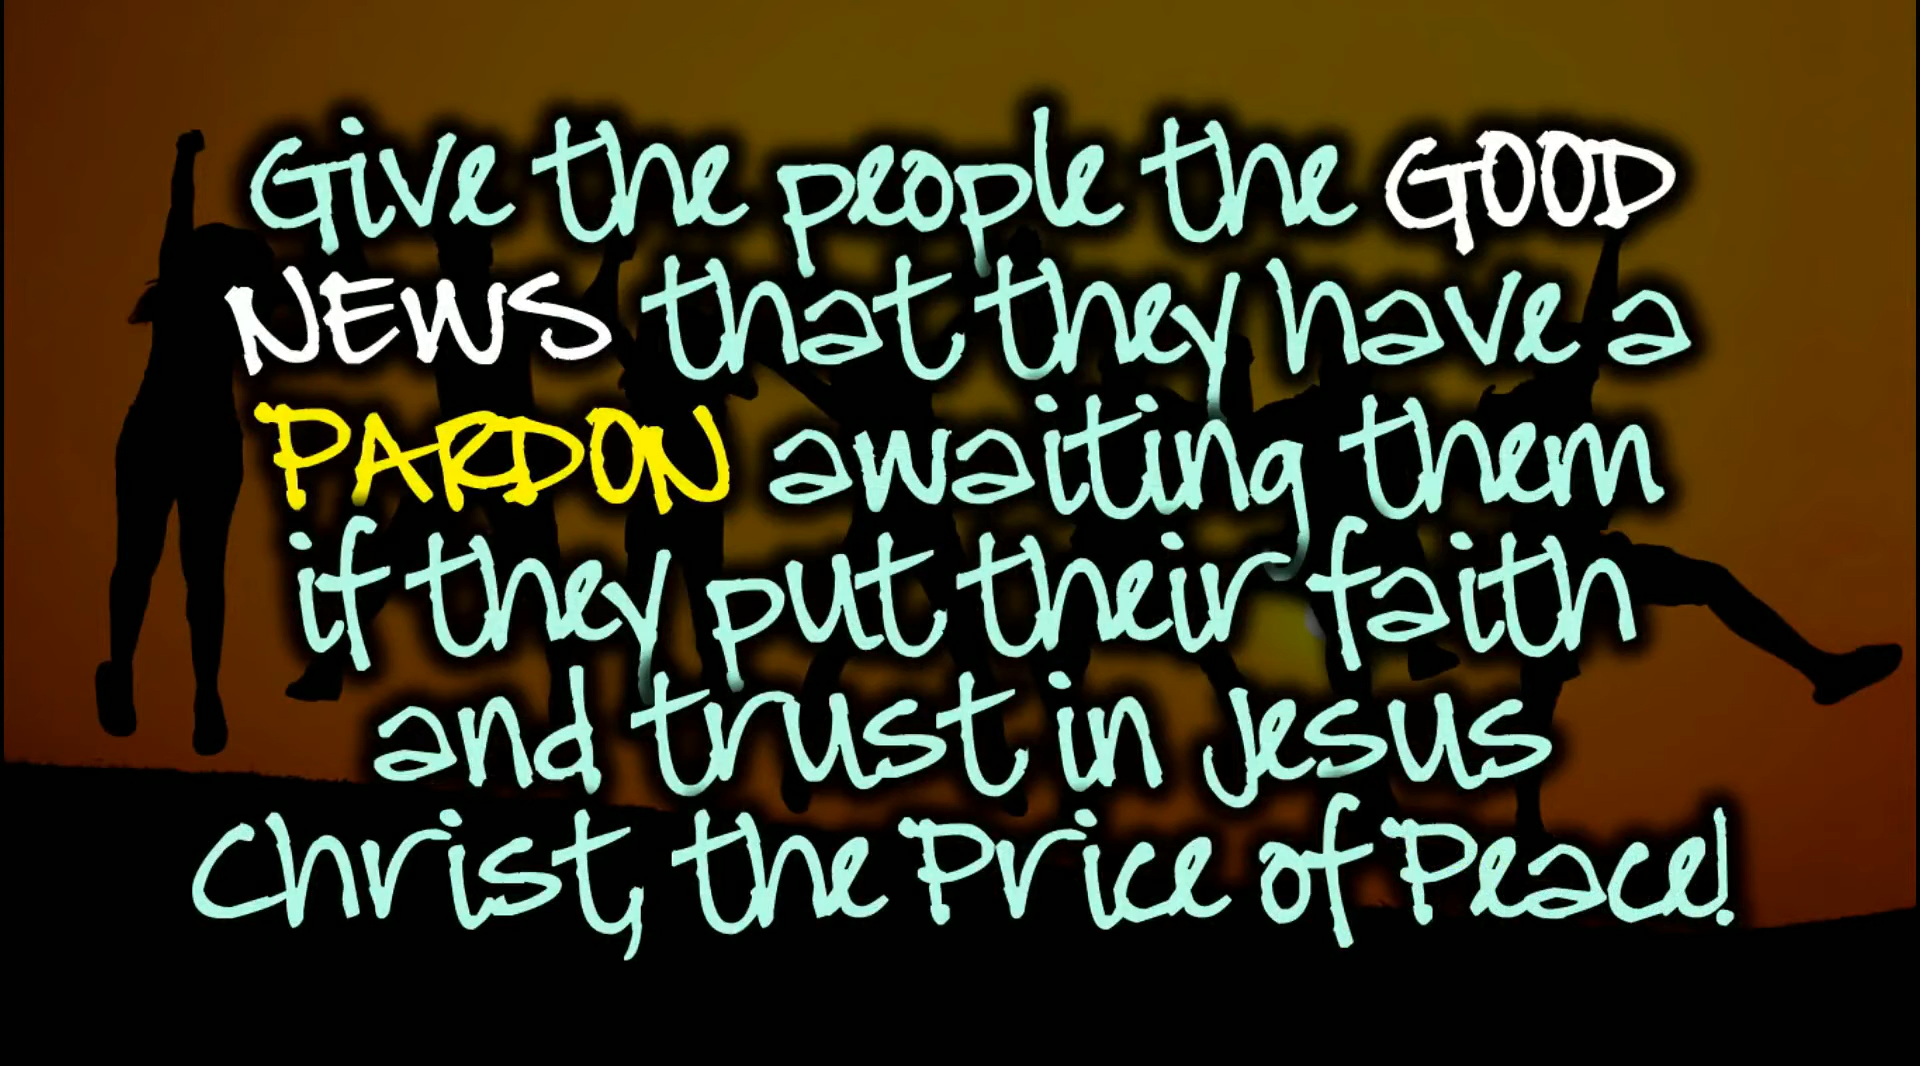 Give the people the GOOD
NEWS that they have a
PARDON awaiting them
if they put their faith
and trust in Jesus
Christ, the Price of Peace!